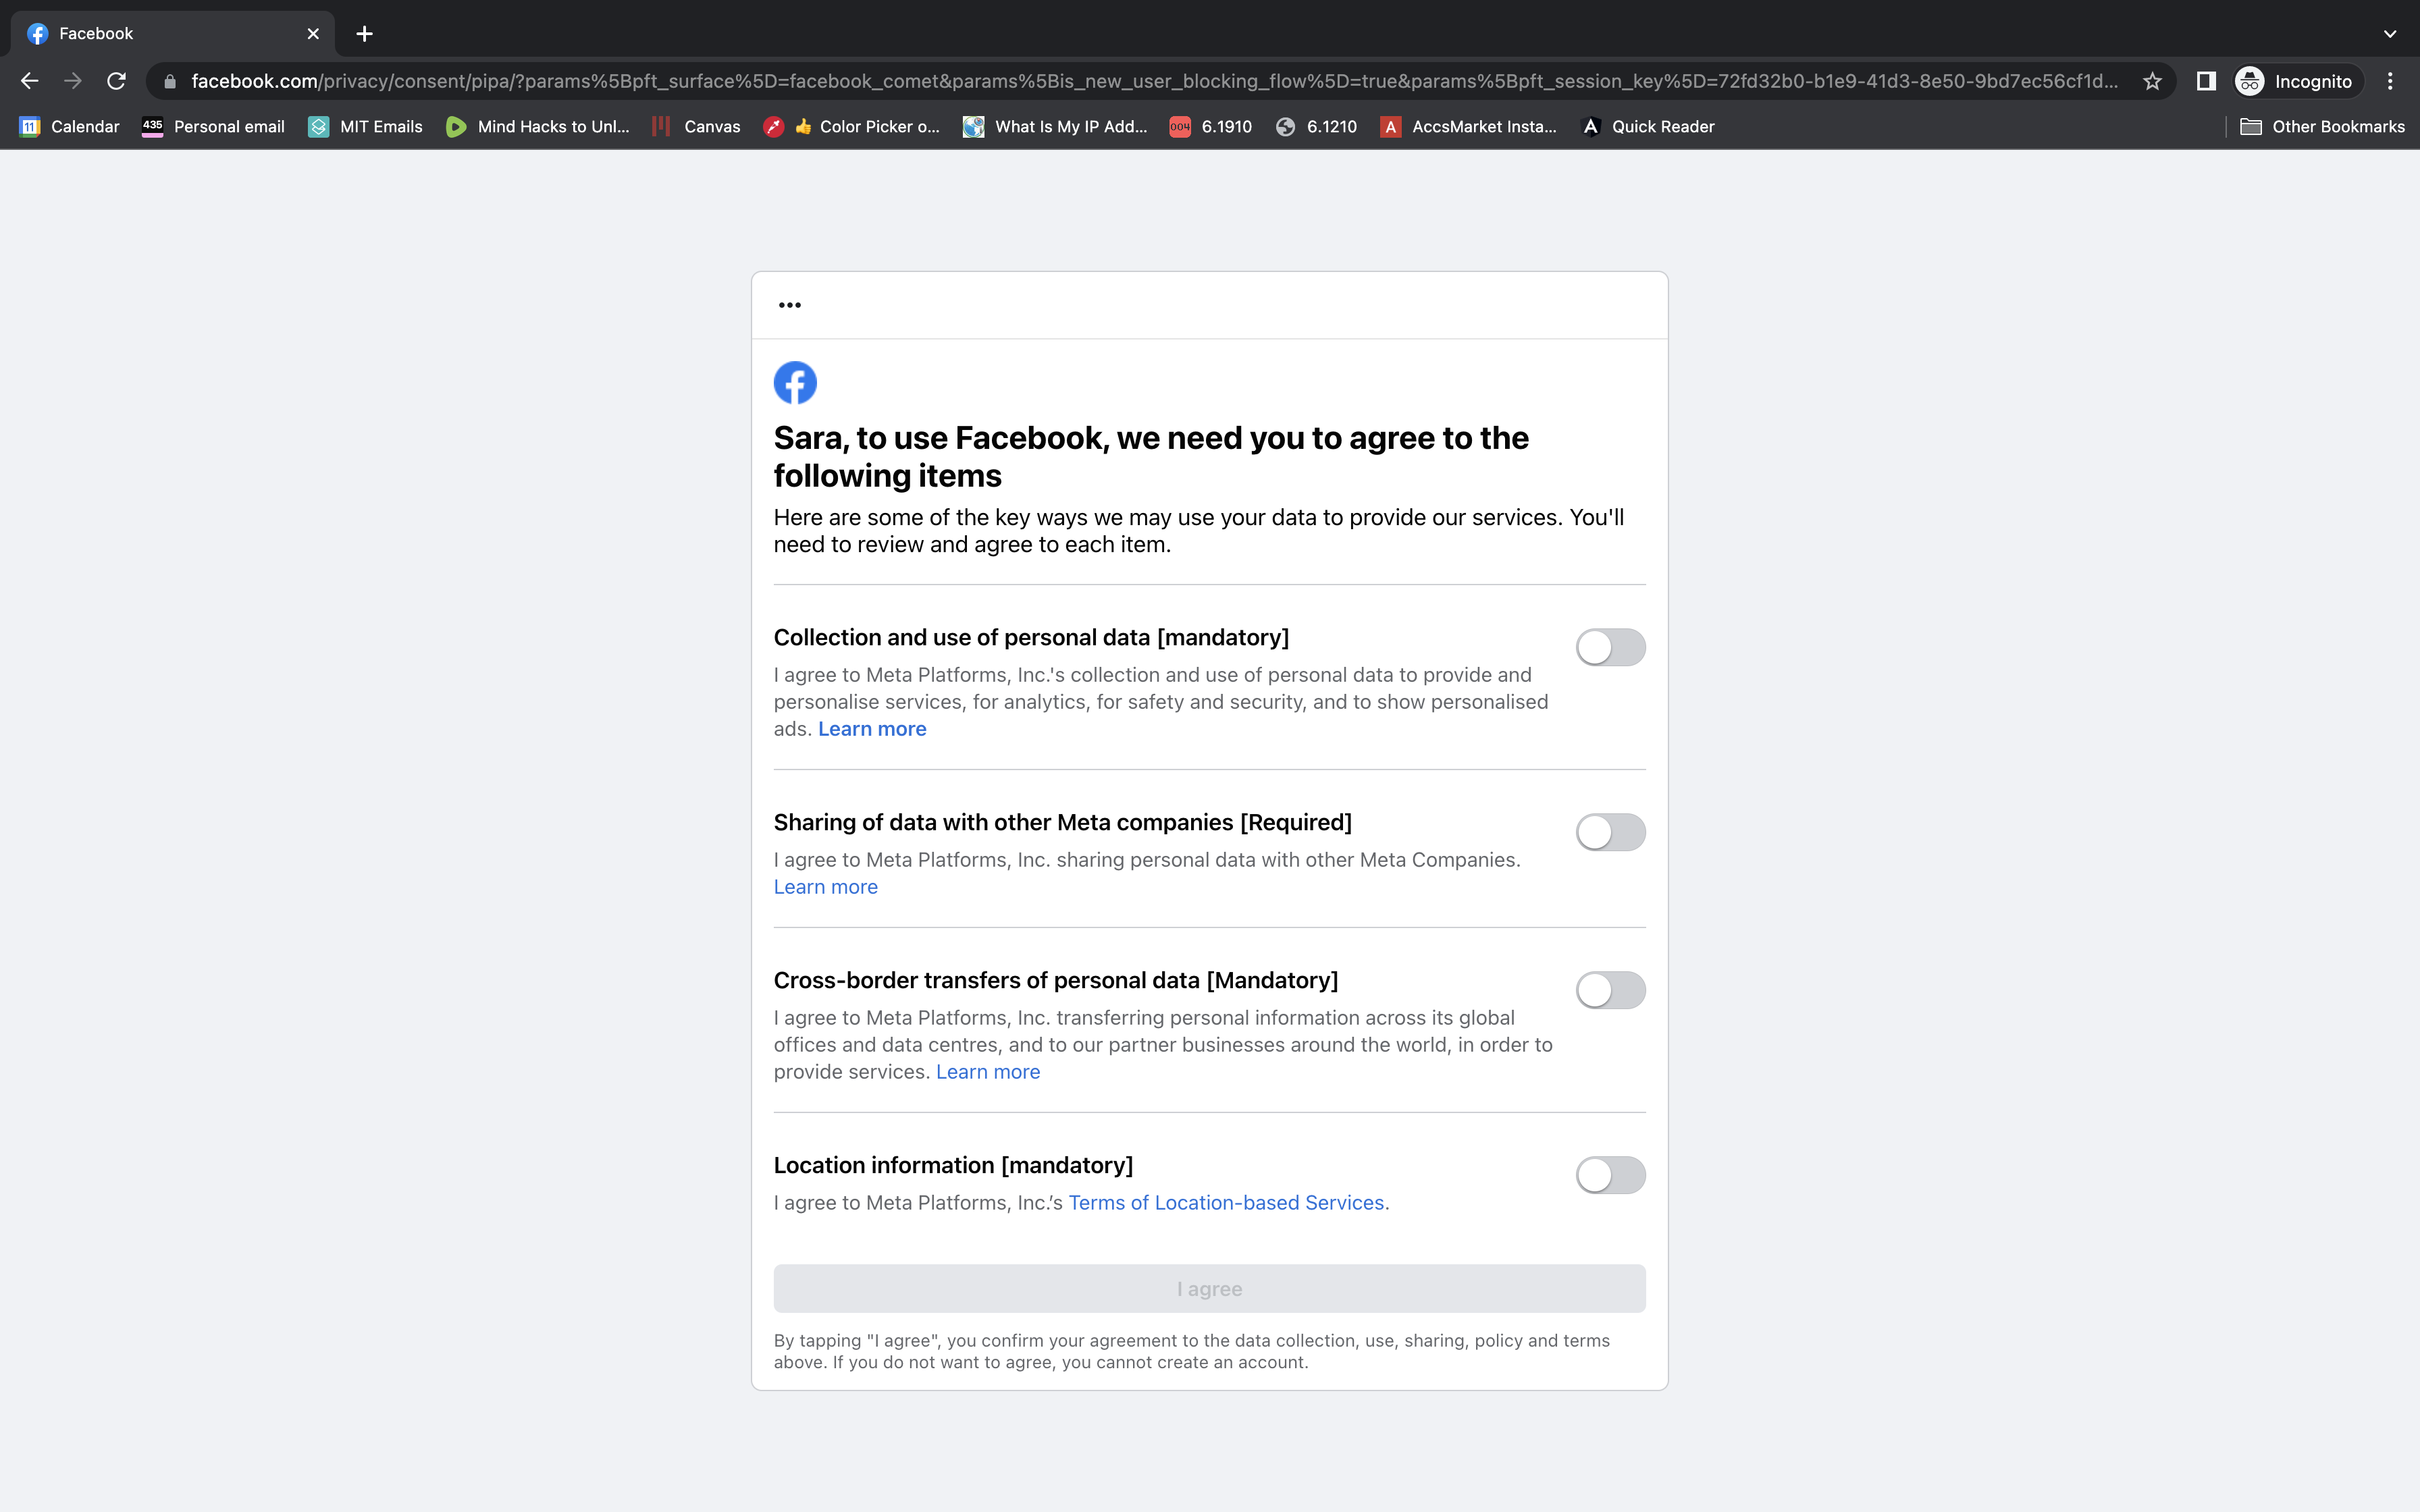 Facebook
facebook.com/privacy/consent/pipa/?params%5Bpft_surface%5D=facebook_comet&params%5Bis_new_user_blocking_flow%5D=true&params%5Bpft_session_key%5D=72fd32b0-b1e9-41d3-8e50-9bd7ec56cf1d... Incognito
11 Calendar 435 Personal email MIT Emails Mind Hacks to Unl... Canvas 👍 Color Picker o... What Is My IP Add... 004 6.1910 6.1210 A AccsMarket Insta... A Quick Reader Other Bookmarks
Sara, to use Facebook, we need you to agree to the
following items
Here are some of the key ways we may use your data to provide our services. You'll
need to review and agree to each item.
Collection and use of personal data [mandatory]
I agree to Meta Platforms, Inc.'s collection and use of personal data to provide and
personalise services, for analytics, for safety and security, and to show personalised
ads. Learn more
Sharing of data with other Meta companies [Required]
I agree to Meta Platforms, Inc. sharing personal data with other Meta Companies.
Learn more
Cross-border transfers of personal data [Mandatory]
I agree to Meta Platforms, Inc. transferring personal information across its global
offices and data centres, and to our partner businesses around the world, in order to
provide services. Learn more
Location information [mandatory]
I agree to Meta Platforms, Inc.’s Terms of Location-based Services.
I agree
By tapping "I agree", you confirm your agreement to the data collection, use, sharing, policy and terms
above. If you do not want to agree, you cannot create an account.